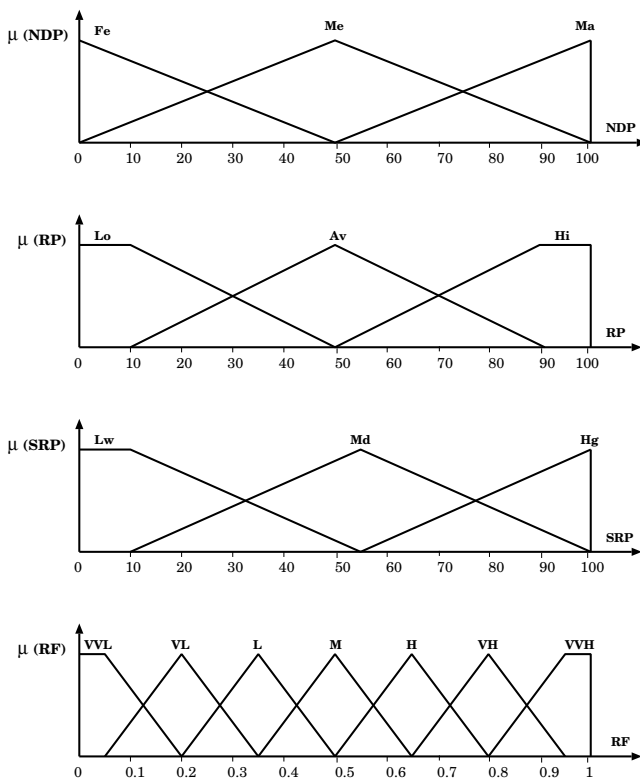 Fe Me Ma
μ (NDP)
NDP
0 10 20 30 40 50 60 70 80 90 100
Lo Av Hi
μ (RP)
RP
0 10 20 30 40 50 60 70 80 90 100
Lw Md Hg
μ (SRP)
SRP
0 10 20 30 40 50 60 70 80 90 100
VVL VL L M H VH VVH
μ (RF)
RF
0 0.1 0.2 0.3 0.4 0.5 0.6 0.7 0.8 0.9 1